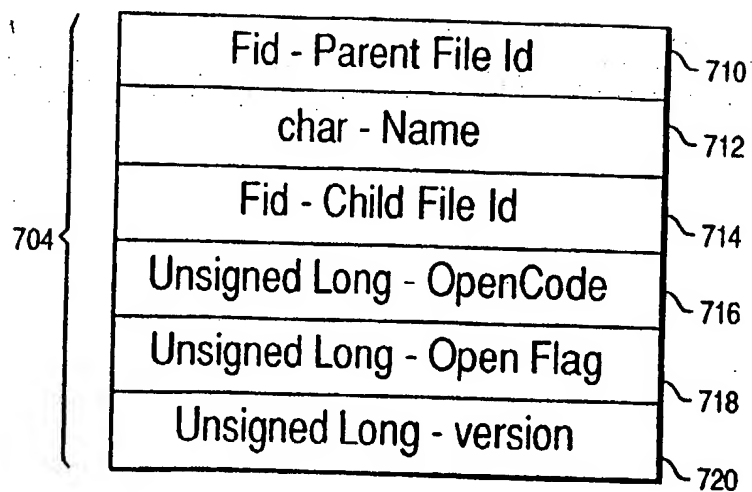 Fid - Parent File Id
710
char - Name
712
Fid - Child File Id
714
704
Unsigned Long - OpenCode
716
Unsigned Long - Open Flag
718
Unsigned Long - version
720